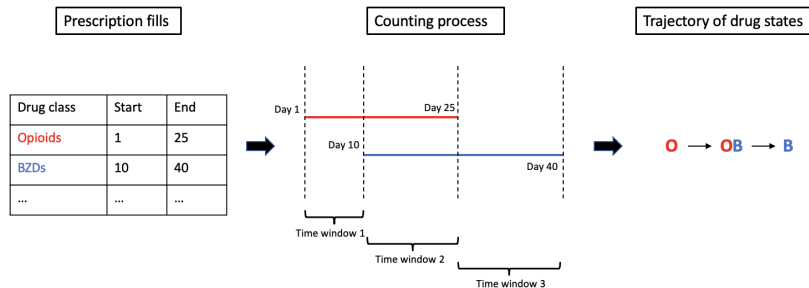 Prescription fills
Counting process
Trajectory of drug states
Drug class Start End
Opioids 1 25
BZDs 10 40
... ... ...
Day 1
Day 25
Day 10
Day 40
Time window 1
Time window 2
Time window 3
O → OB → B